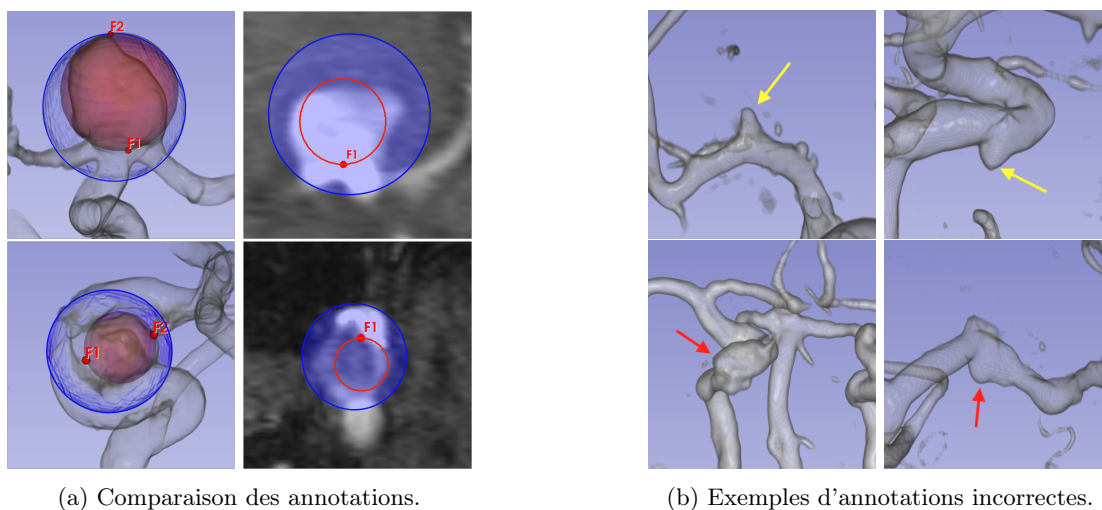 F2
F1
F1
F1
F2
F1
(a) Comparaison des annotations.
(b) Exemples d'annotations incorrectes.